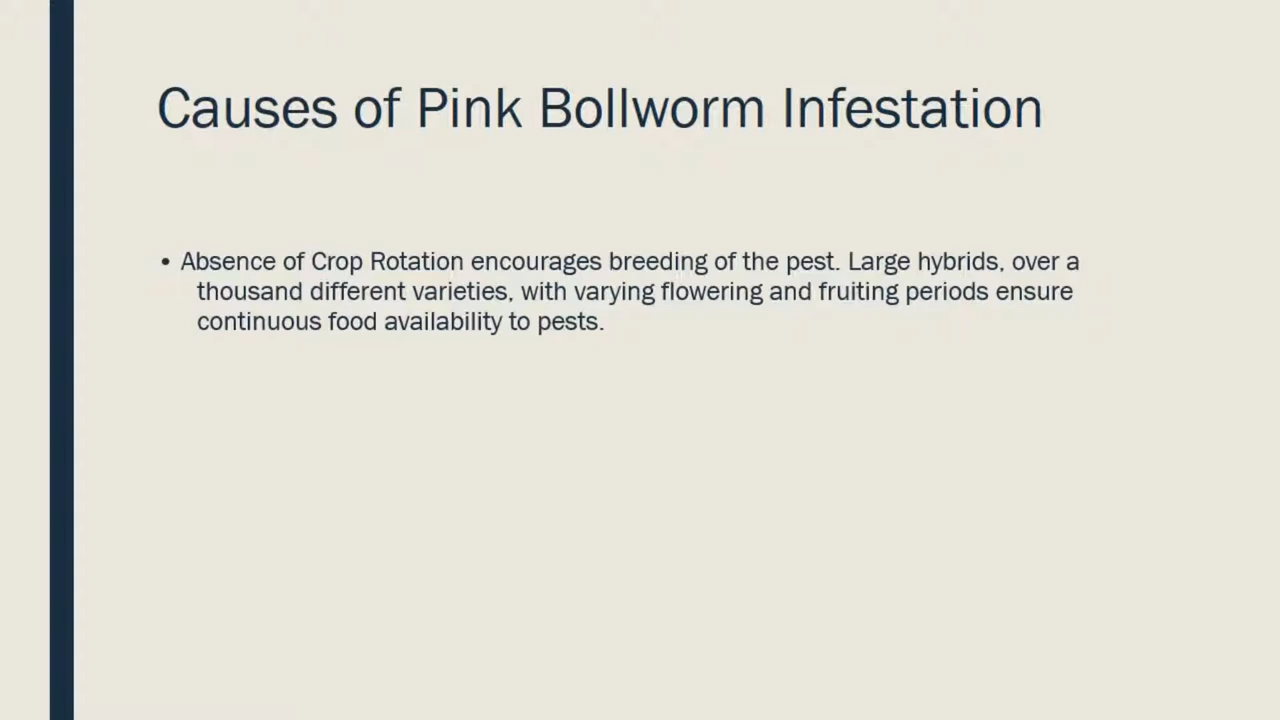 Causes of Pink Bollworm Infestation
• Absence of Crop Rotation encourages breeding of the pest. Large hybrids, over a
thousand different varieties, with varying flowering and fruiting periods ensure
continuous food availability to pests.